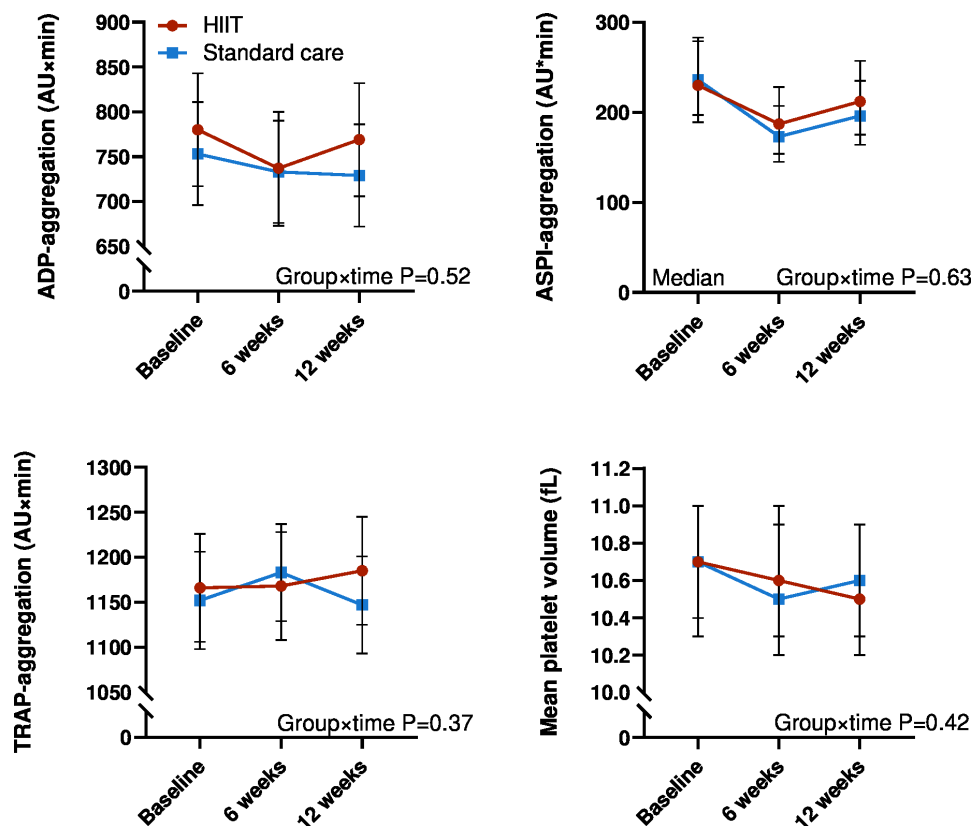 ADP-aggregation (AU×min)
900
850
800
750
700
650
0
HIIT
Standard care
Group×time P=0.52
Baseline
6 weeks
12 weeks
ASPI-aggregation (AU*min)
300
200
100
0
Median
Group×time P=0.63
Baseline
6 weeks
12 weeks
TRAP-aggregation (AU×min)
1300
1250
1200
1150
1100
1050
0
Group×time P=0.37
Baseline
6 weeks
12 weeks
Mean platelet volume (fL)
11.2
11.0
10.8
10.6
10.4
10.2
10.0
0
Group×time P=0.42
Baseline
6 weeks
12 weeks